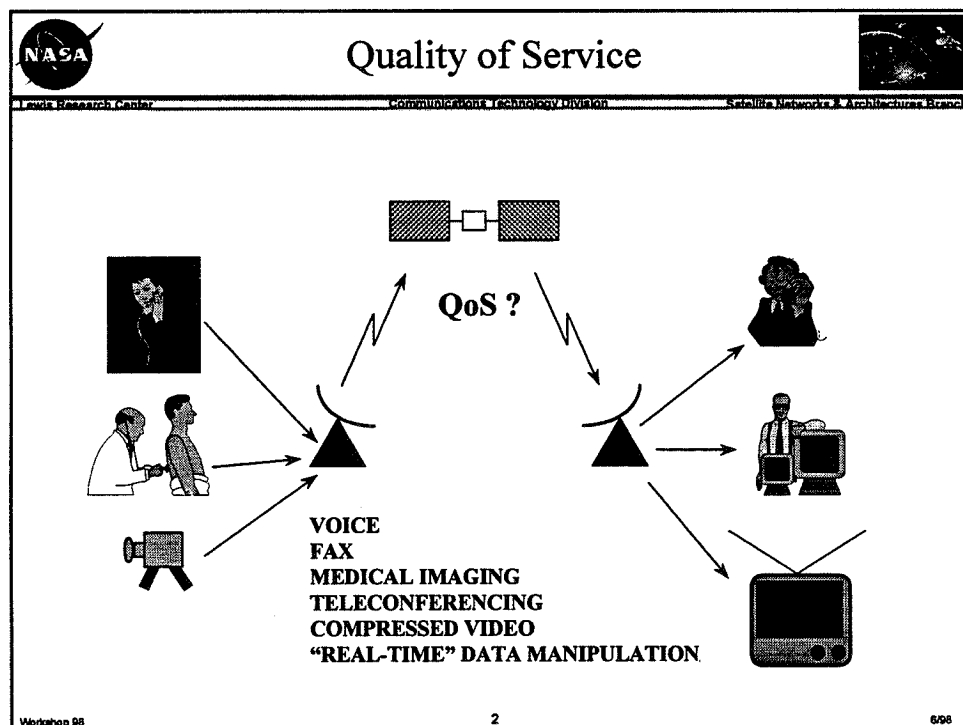 NASA
Quality of Service
Lewis Research Center
Communications Technology Division
Satellite Networks & Architectures Branc
QoS ?
VOICE
FAX
MEDICAL IMAGING
TELECONFERENCING
COMPRESSED VIDEO
“REAL-TIME” DATA MANIPULATION
Workshop 98
2
6/98